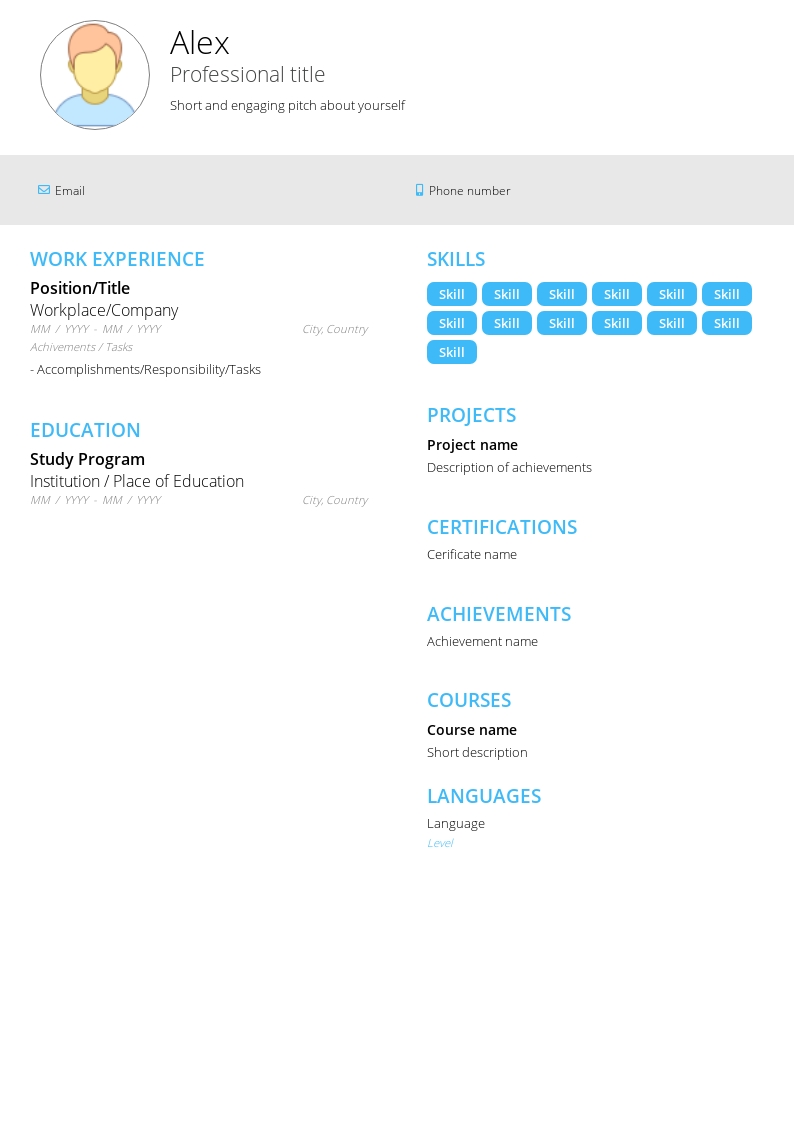 Alex
Professional title
Short and engaging pitch about yourself
Email
Phone number
WORK EXPERIENCE
Position/Title
Workplace/Company
MM / YYYY - MM / YYYY City, Country
Achivements / Tasks
- Accomplishments/Responsibility/Tasks
EDUCATION
Study Program
Institution / Place of Education
MM / YYYY - MM / YYYY City, Country
SKILLS
Skill Skill Skill Skill Skill Skill
Skill Skill Skill Skill Skill Skill
Skill
PROJECTS
Project name
Description of achievements
CERTIFICATIONS
Cerificate name
ACHIEVEMENTS
Achievement name
COURSES
Course name
Short description
LANGUAGES
Language
Level